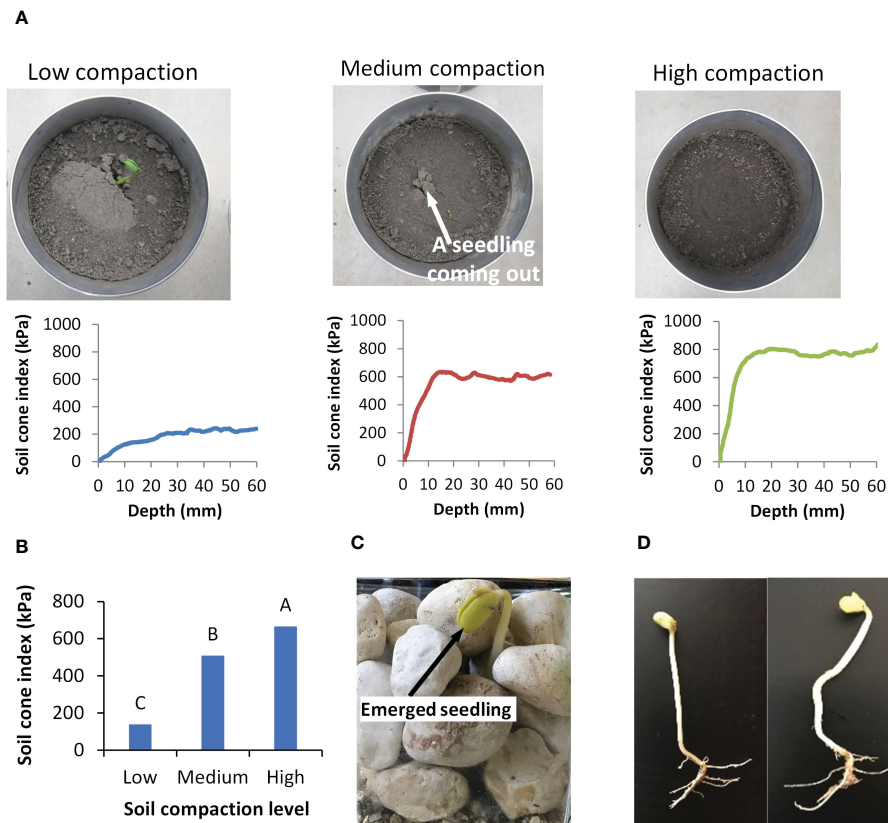 A
Low compaction
Medium compaction
High compaction
A seedling
coming out
Soil cone index (kPa)
1000
800
600
400
200
0
0 10 20 30 40 50 60
Depth (mm)
Soil cone index (kPa)
1000
800
600
400
200
0
0 10 20 30 40 50 60
Depth (mm)
Soil cone index (kPa)
1000
800
600
400
200
0
0 10 20 30 40 50 60
Depth (mm)
B
Soil cone index (kPa)
800
600
400
200
0
C
B
A
Low Medium High
Soil compaction level
C
Emerged seedling
D